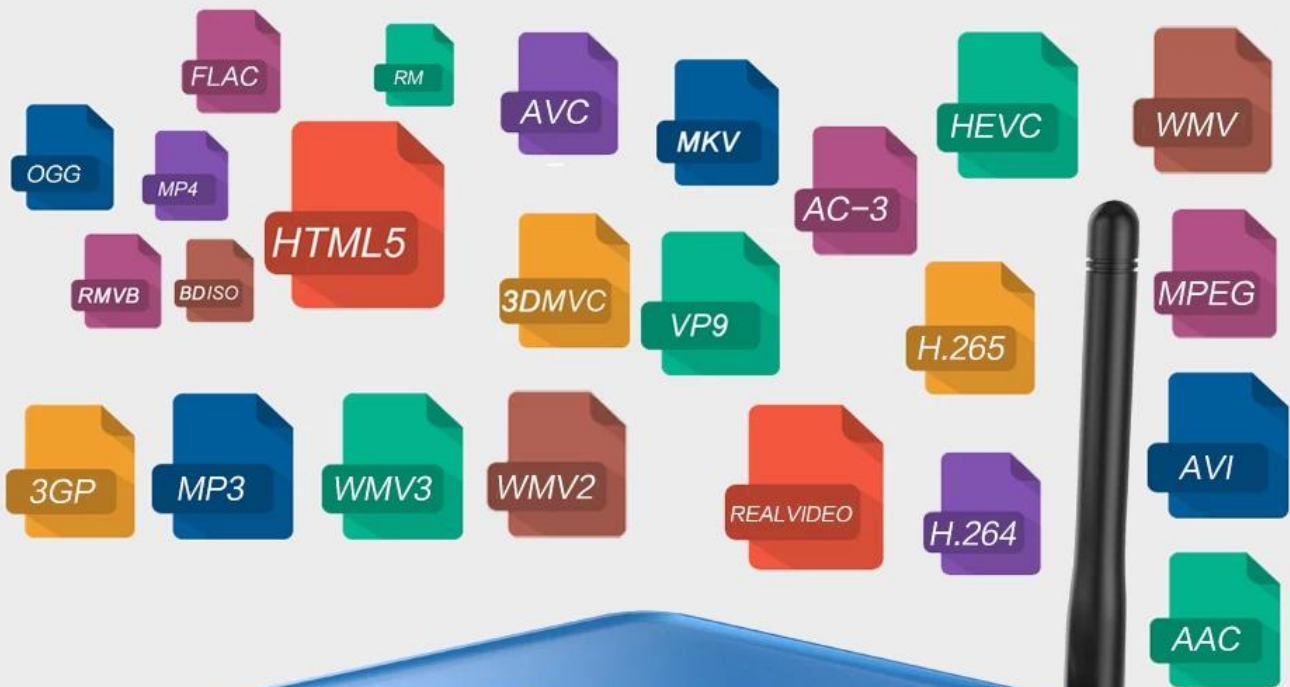 FLAC
RM
AVC
MKV
HEVC
WMV
OGG
MP4
HTML5
AC-3
RMVB
BDISO
3DMVC
VP9
H.265
MPEG
3GP
MP3
WMV3
WMV2
REALVIDEO
H.264
AVI
AAC